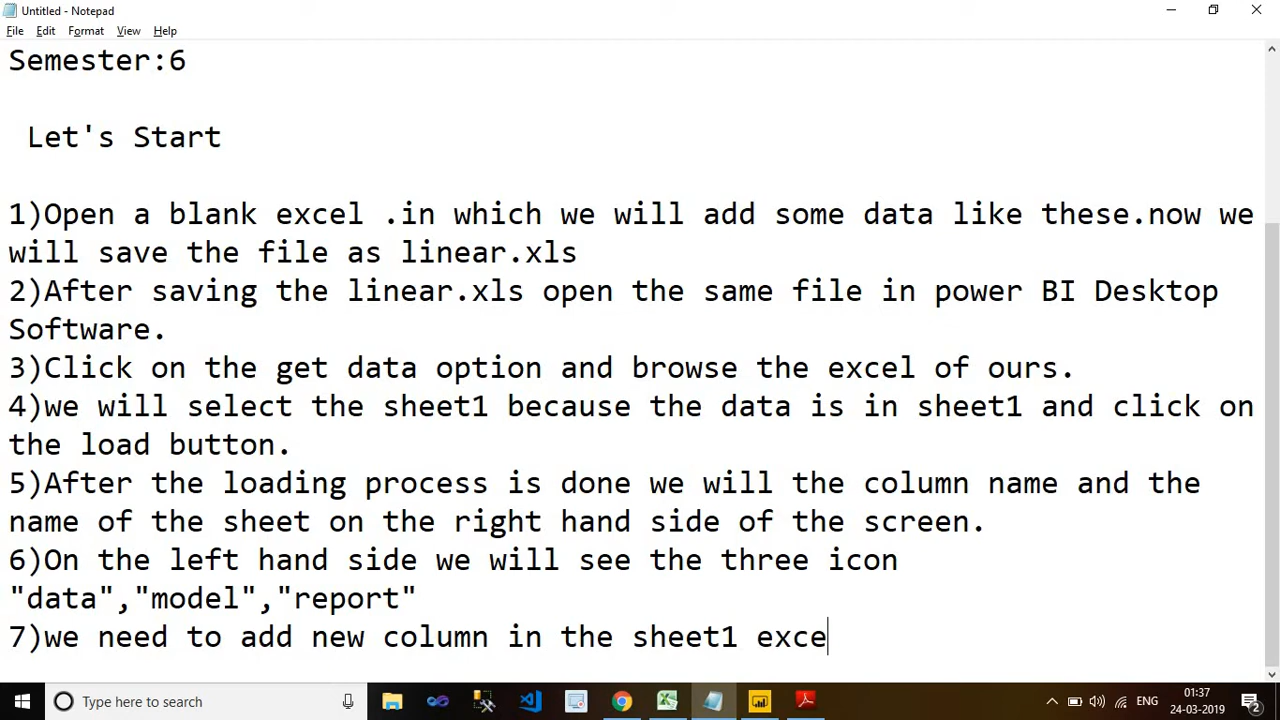 Untitled - Notepad
File Edit Format View Help
Semester:6
Let's Start
1)Open a blank excel .in which we will add some data like these.now we
will save the file as linear.xls
2)After saving the linear.xls open the same file in power BI Desktop
Software.
3)Click on the get data option and browse the excel of ours.
4)we will select the sheet1 because the data is in sheet1 and click on
the load button.
5)After the loading process is done we will the column name and the
name of the sheet on the right hand side of the screen.
6)On the left hand side we will see the three icon
"data","model","report"
7)we need to add new column in the sheet1 exce
Type here to search
ENG
01:37
24-03-2019
2